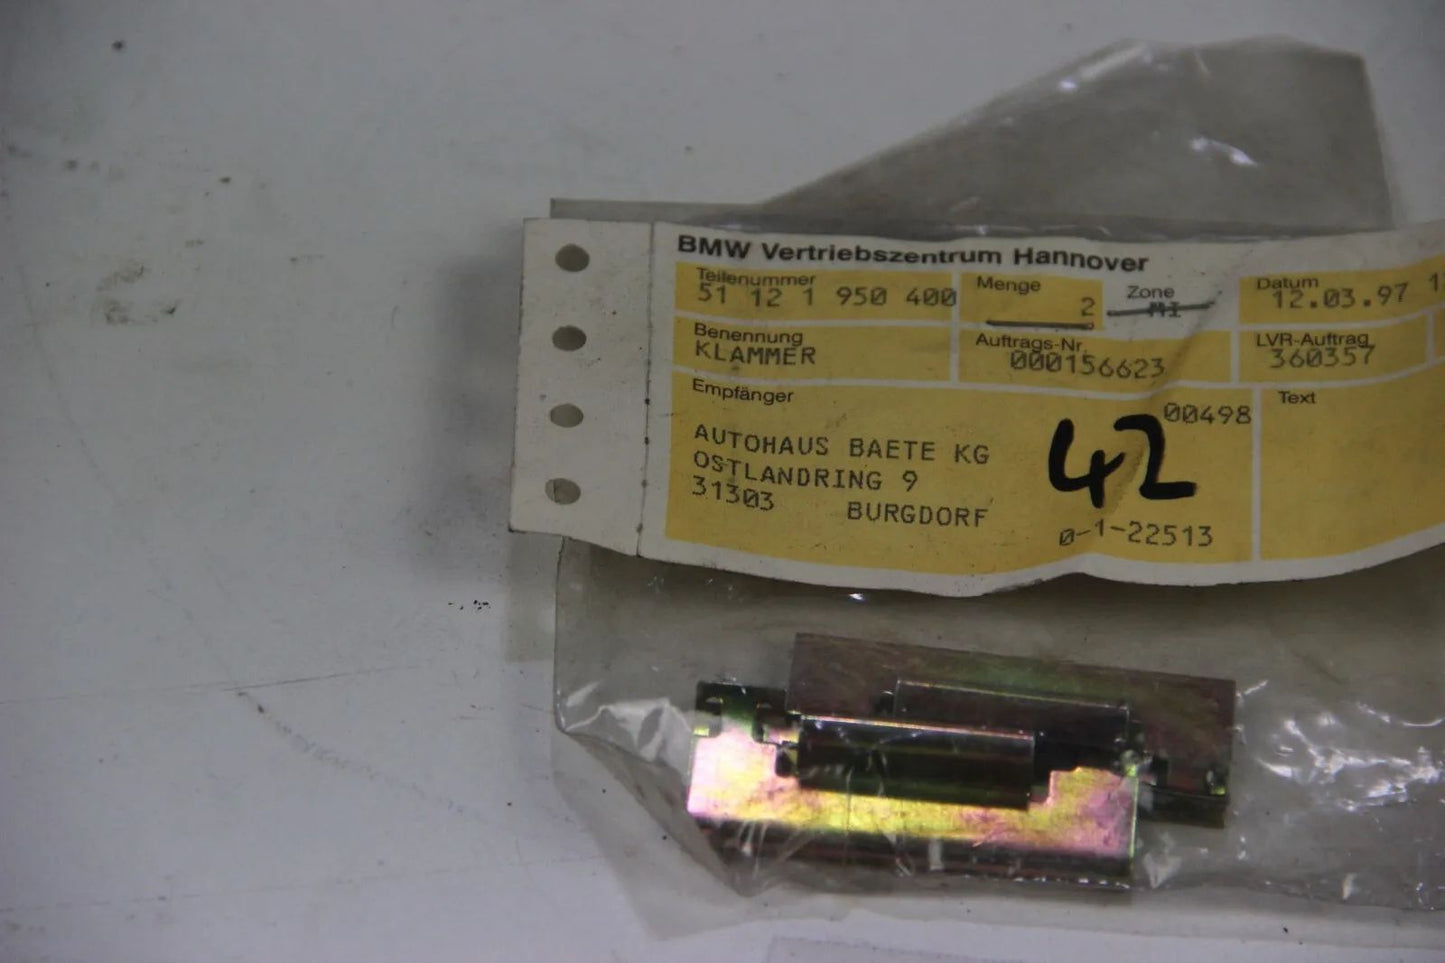 BMW Vertriebszentrum Hannover
Teilenummer Menge Zone Datum
51 12 1 950 400 2 MI 12.03.97 1
Benennung Auftrags-Nr. LVR-Auftrag
KLAMMER 000156623 360357
Empfänger Text
00498
AUTOHAUS BAETE KG 42
OSTLANDRING 9
31303 BURGDORF
0-1-22513